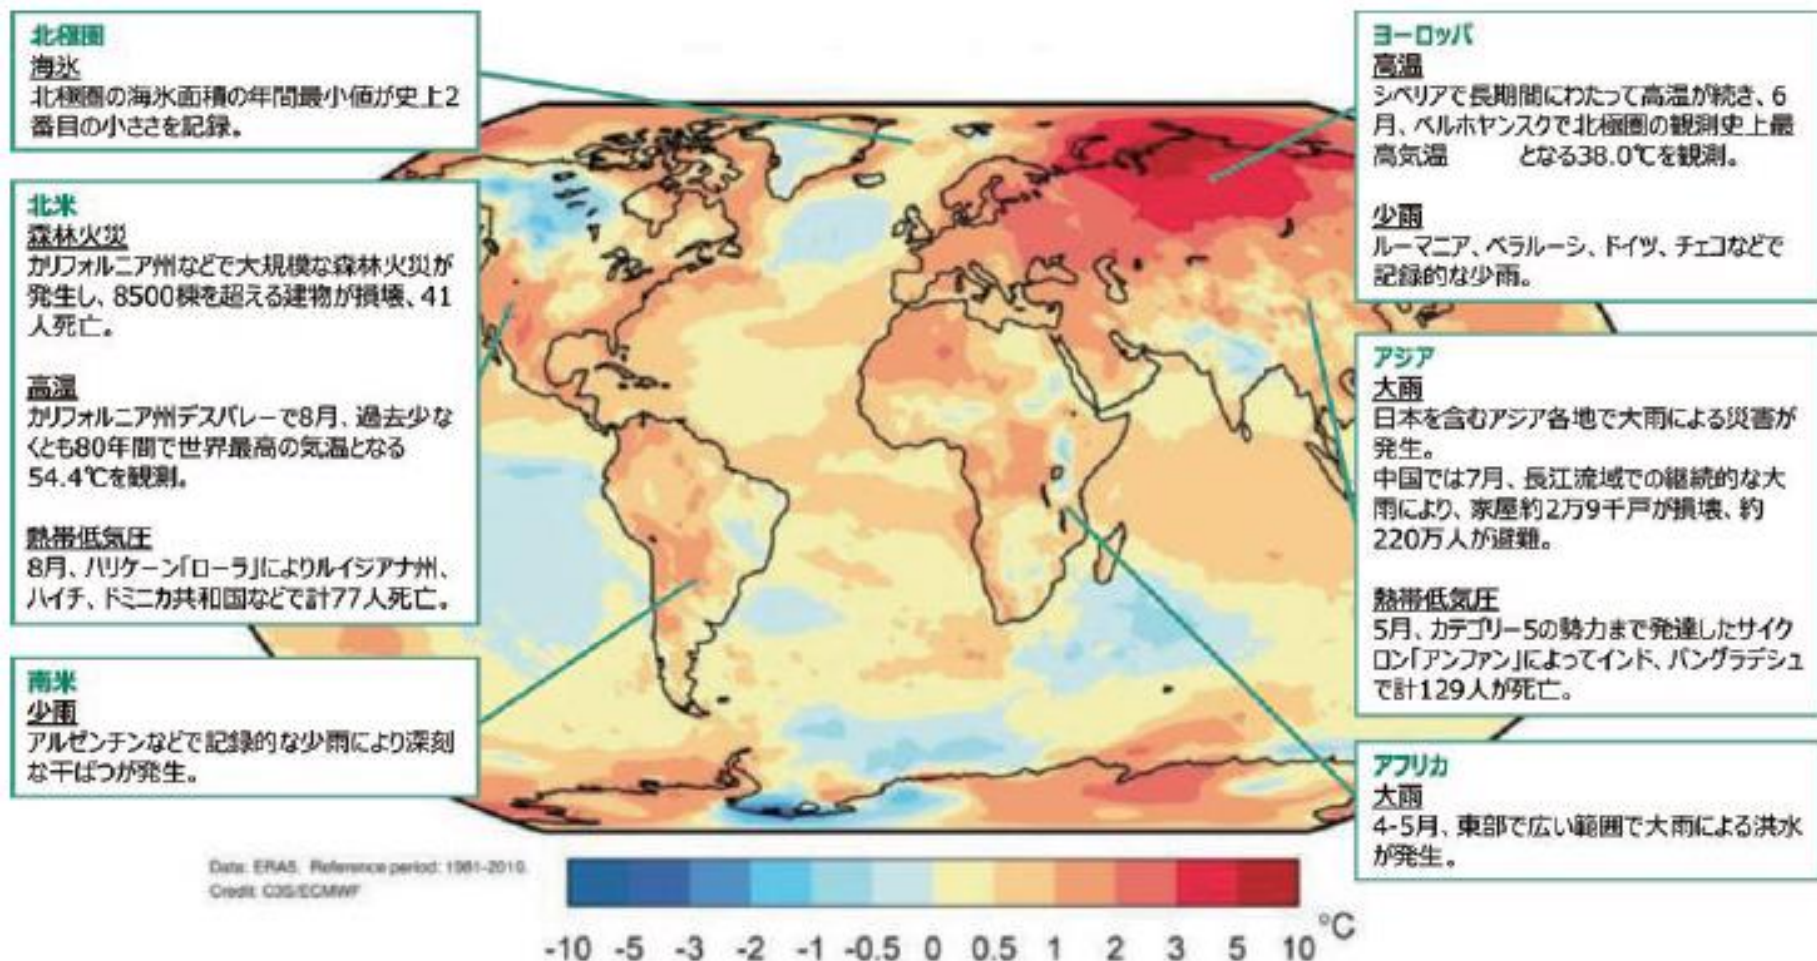 北極圏
海氷
北極圏の海氷面積の年間最小値が史上2
番目の小ささを記録。
北米
森林火災
カリフォルニア州などで大規模な森林火災が
発生し、8500棟を超える建物が損壊、41
人死亡。
高温
カリフォルニア州デスバレーで8月、過去少な
くとも80年間で世界最高の気温となる
54.4℃を観測。
熱帯低気圧
8月、ハリケーン「ローラ」によりルイジアナ州、
ハイチ、ドミニカ共和国などで計77人死亡。
南米
少雨
アルゼンチンなどで記録的な少雨により深刻
な干ばつが発生。
ヨーロッパ
高温
シベリアで長期間にわたって高温が続き、6
月、ベルホヤンスクで北極圏の観測史上最
高気温 となる38.0℃を観測。
少雨
ルーマニア、ベラルーシ、ドイツ、チェコなどで
記録的な少雨。
アジア
大雨
日本を含むアジア各地で大雨による災害が
発生。
中国では7月、長江流域での継続的な大
雨により、家屋約2万9千戸が損壊、約
220万人が避難。
熱帯低気圧
5月、カテゴリー5の勢力まで発達したサイク
ロン「アンファン」によってインド、バングラデシュ
で計129人が死亡。
アフリカ
大雨
4-5月、東部で広い範囲で大雨による洪水
が発生。
Data: ERA5. Reference period: 1981-2010.
Credit: C3S/ECMWF
℃
-10 -5 -3 -2 -1 -0.5 0 0.5 1 2 3 5 10